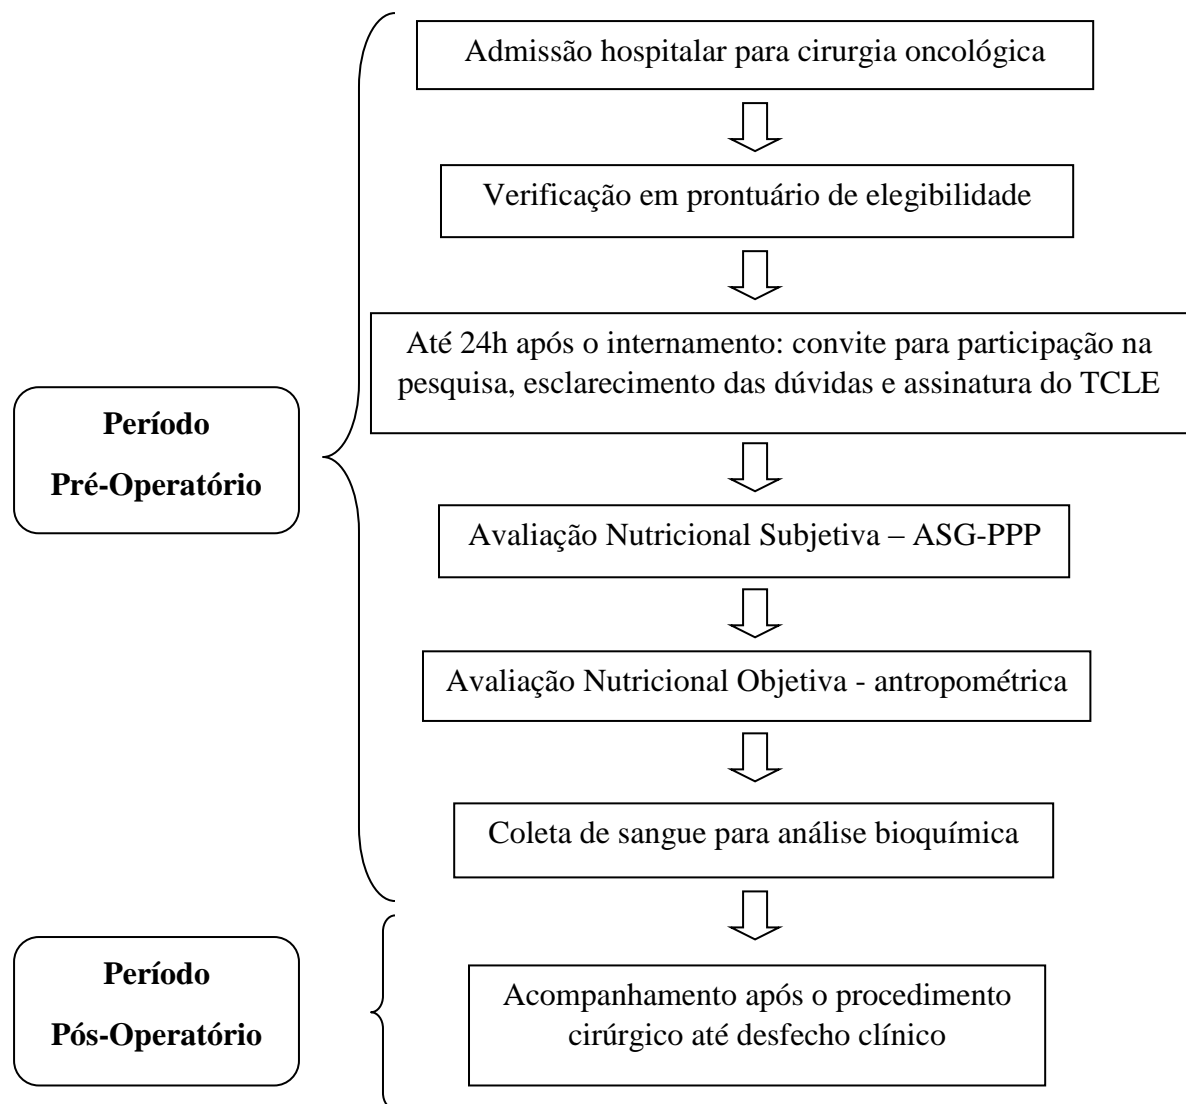 Admissão hospitalar para cirurgia oncológica
Verificação em prontuário de elegibilidade
Até 24h após o internamento: convite para participação na
pesquisa, esclarecimento das dúvidas e assinatura do TCLE
Período
Pré-Operatório
Avaliação Nutricional Subjetiva – ASG-PPP
Avaliação Nutricional Objetiva - antropométrica
Coleta de sangue para análise bioquímica
Período
Pós-Operatório
Acompanhamento após o procedimento
cirúrgico até desfecho clínico